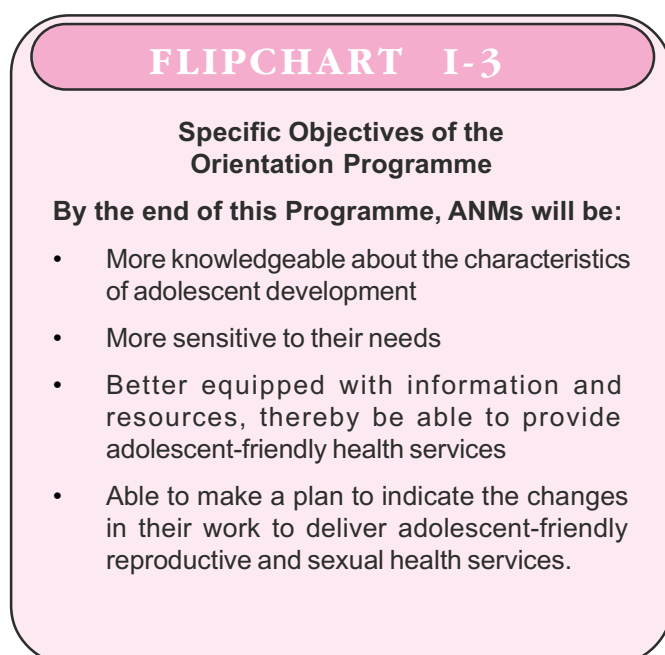 FLIPCHART I-3
Specific Objectives of the
Orientation Programme
By the end of this Programme, ANMs will be:
• More knowledgeable about the characteristics
of adolescent development
• More sensitive to their needs
• Better equipped with information and
resources, thereby be able to provide
adolescent-friendly health services
• Able to make a plan to indicate the changes
in their work to deliver adolescent-friendly
reproductive and sexual health services.